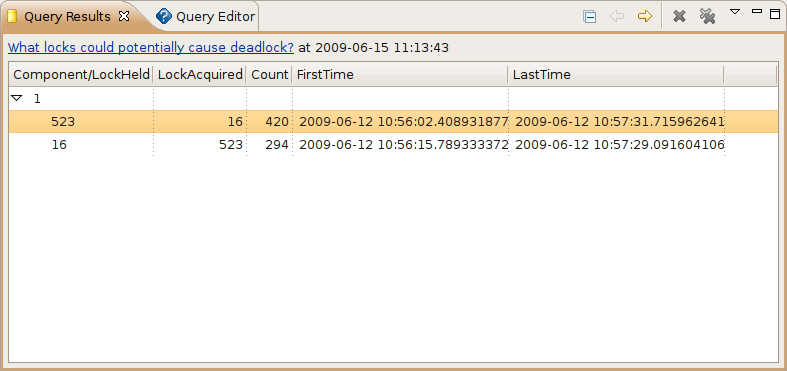 Query Results Query Editor
What locks could potentially cause deadlock? at 2009-06-15 11:13:43
Component/LockHeld LockAcquired Count FirstTime LastTime
1
523 16 420 2009-06-12 10:56:02.408931877 2009-06-12 10:57:31.715962641
16 523 294 2009-06-12 10:56:15.789333372 2009-06-12 10:57:29.091604106